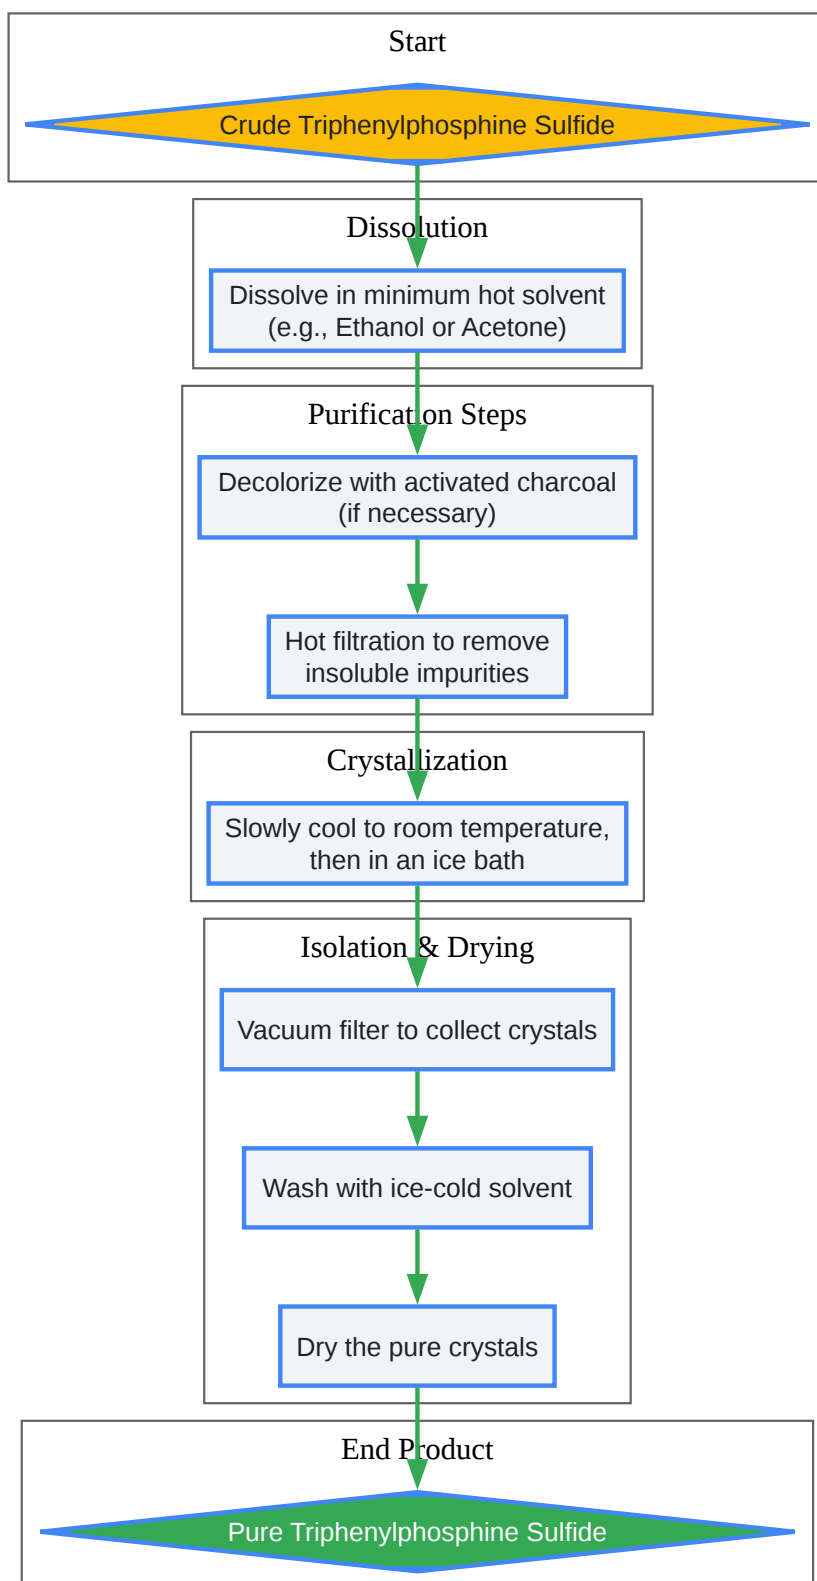 Start
Crude Triphenylphosphine Sulfide
Dissolution
Dissolve in minimum hot solvent
(e.g., Ethanol or Acetone)
Purification Steps
Decolorize with activated charcoal
(if necessary)
Hot filtration to remove
insoluble impurities
Crystallization
Slowly cool to room temperature,
then in an ice bath
Isolation & Drying
Vacuum filter to collect crystals
Wash with ice-cold solvent
Dry the pure crystals
End Product
Pure Triphenylphosphine Sulfide